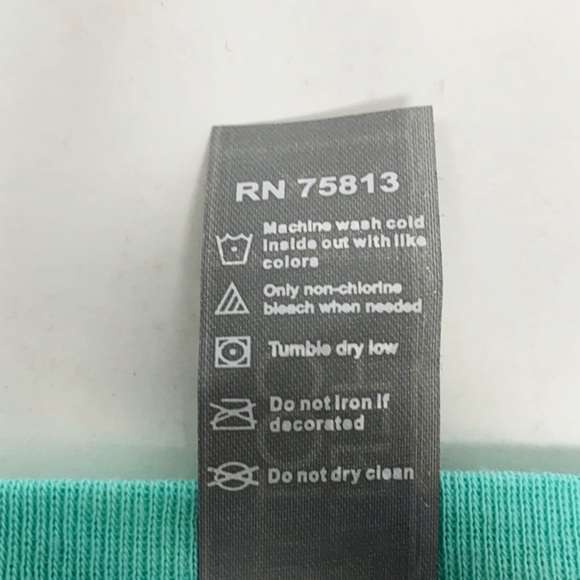 RN 75813
Machine wash cold
inside out with like
colors
Only non-chlorine
bleach when needed
Tumble dry low
Do not iron if
decorated
Do not dry clean